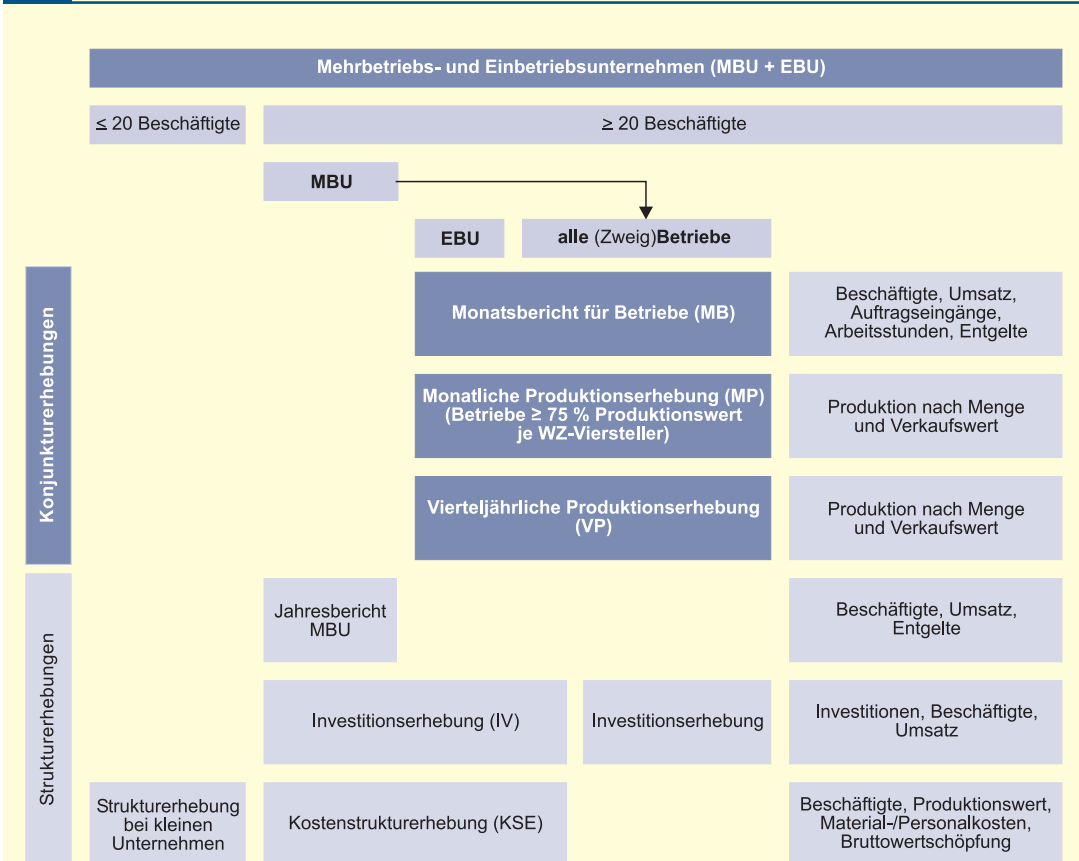 Mehrbetriebs- und Einbetriebsunternehmen (MBU + EBU)
≤ 20 Beschäftigte
≥ 20 Beschäftigte
MBU
EBU
alle (Zweig)Betriebe
Konjunkturerhebungen
Monatsbericht für Betriebe (MB)
Beschäftigte, Umsatz,
Auftragseingänge,
Arbeitsstunden, Entgelte
Monatliche Produktionserhebung (MP)
(Betriebe ≥ 75 % Produktionswert
je WZ-Viersteller)
Produktion nach Menge
und Verkaufswert
Vierteljährliche Produktionserhebung
(VP)
Produktion nach Menge
und Verkaufswert
Strukturerhebungen
Jahresbericht
MBU
Beschäftigte, Umsatz,
Entgelte
Investitionserhebung (IV)
Investitionserhebung
Investitionen, Beschäftigte,
Umsatz
Strukturerhebung
bei kleinen
Unternehmen
Kostenstrukturerhebung (KSE)
Beschäftigte, Produktionswert,
Material-/Personalkosten,
Bruttowertschöpfung